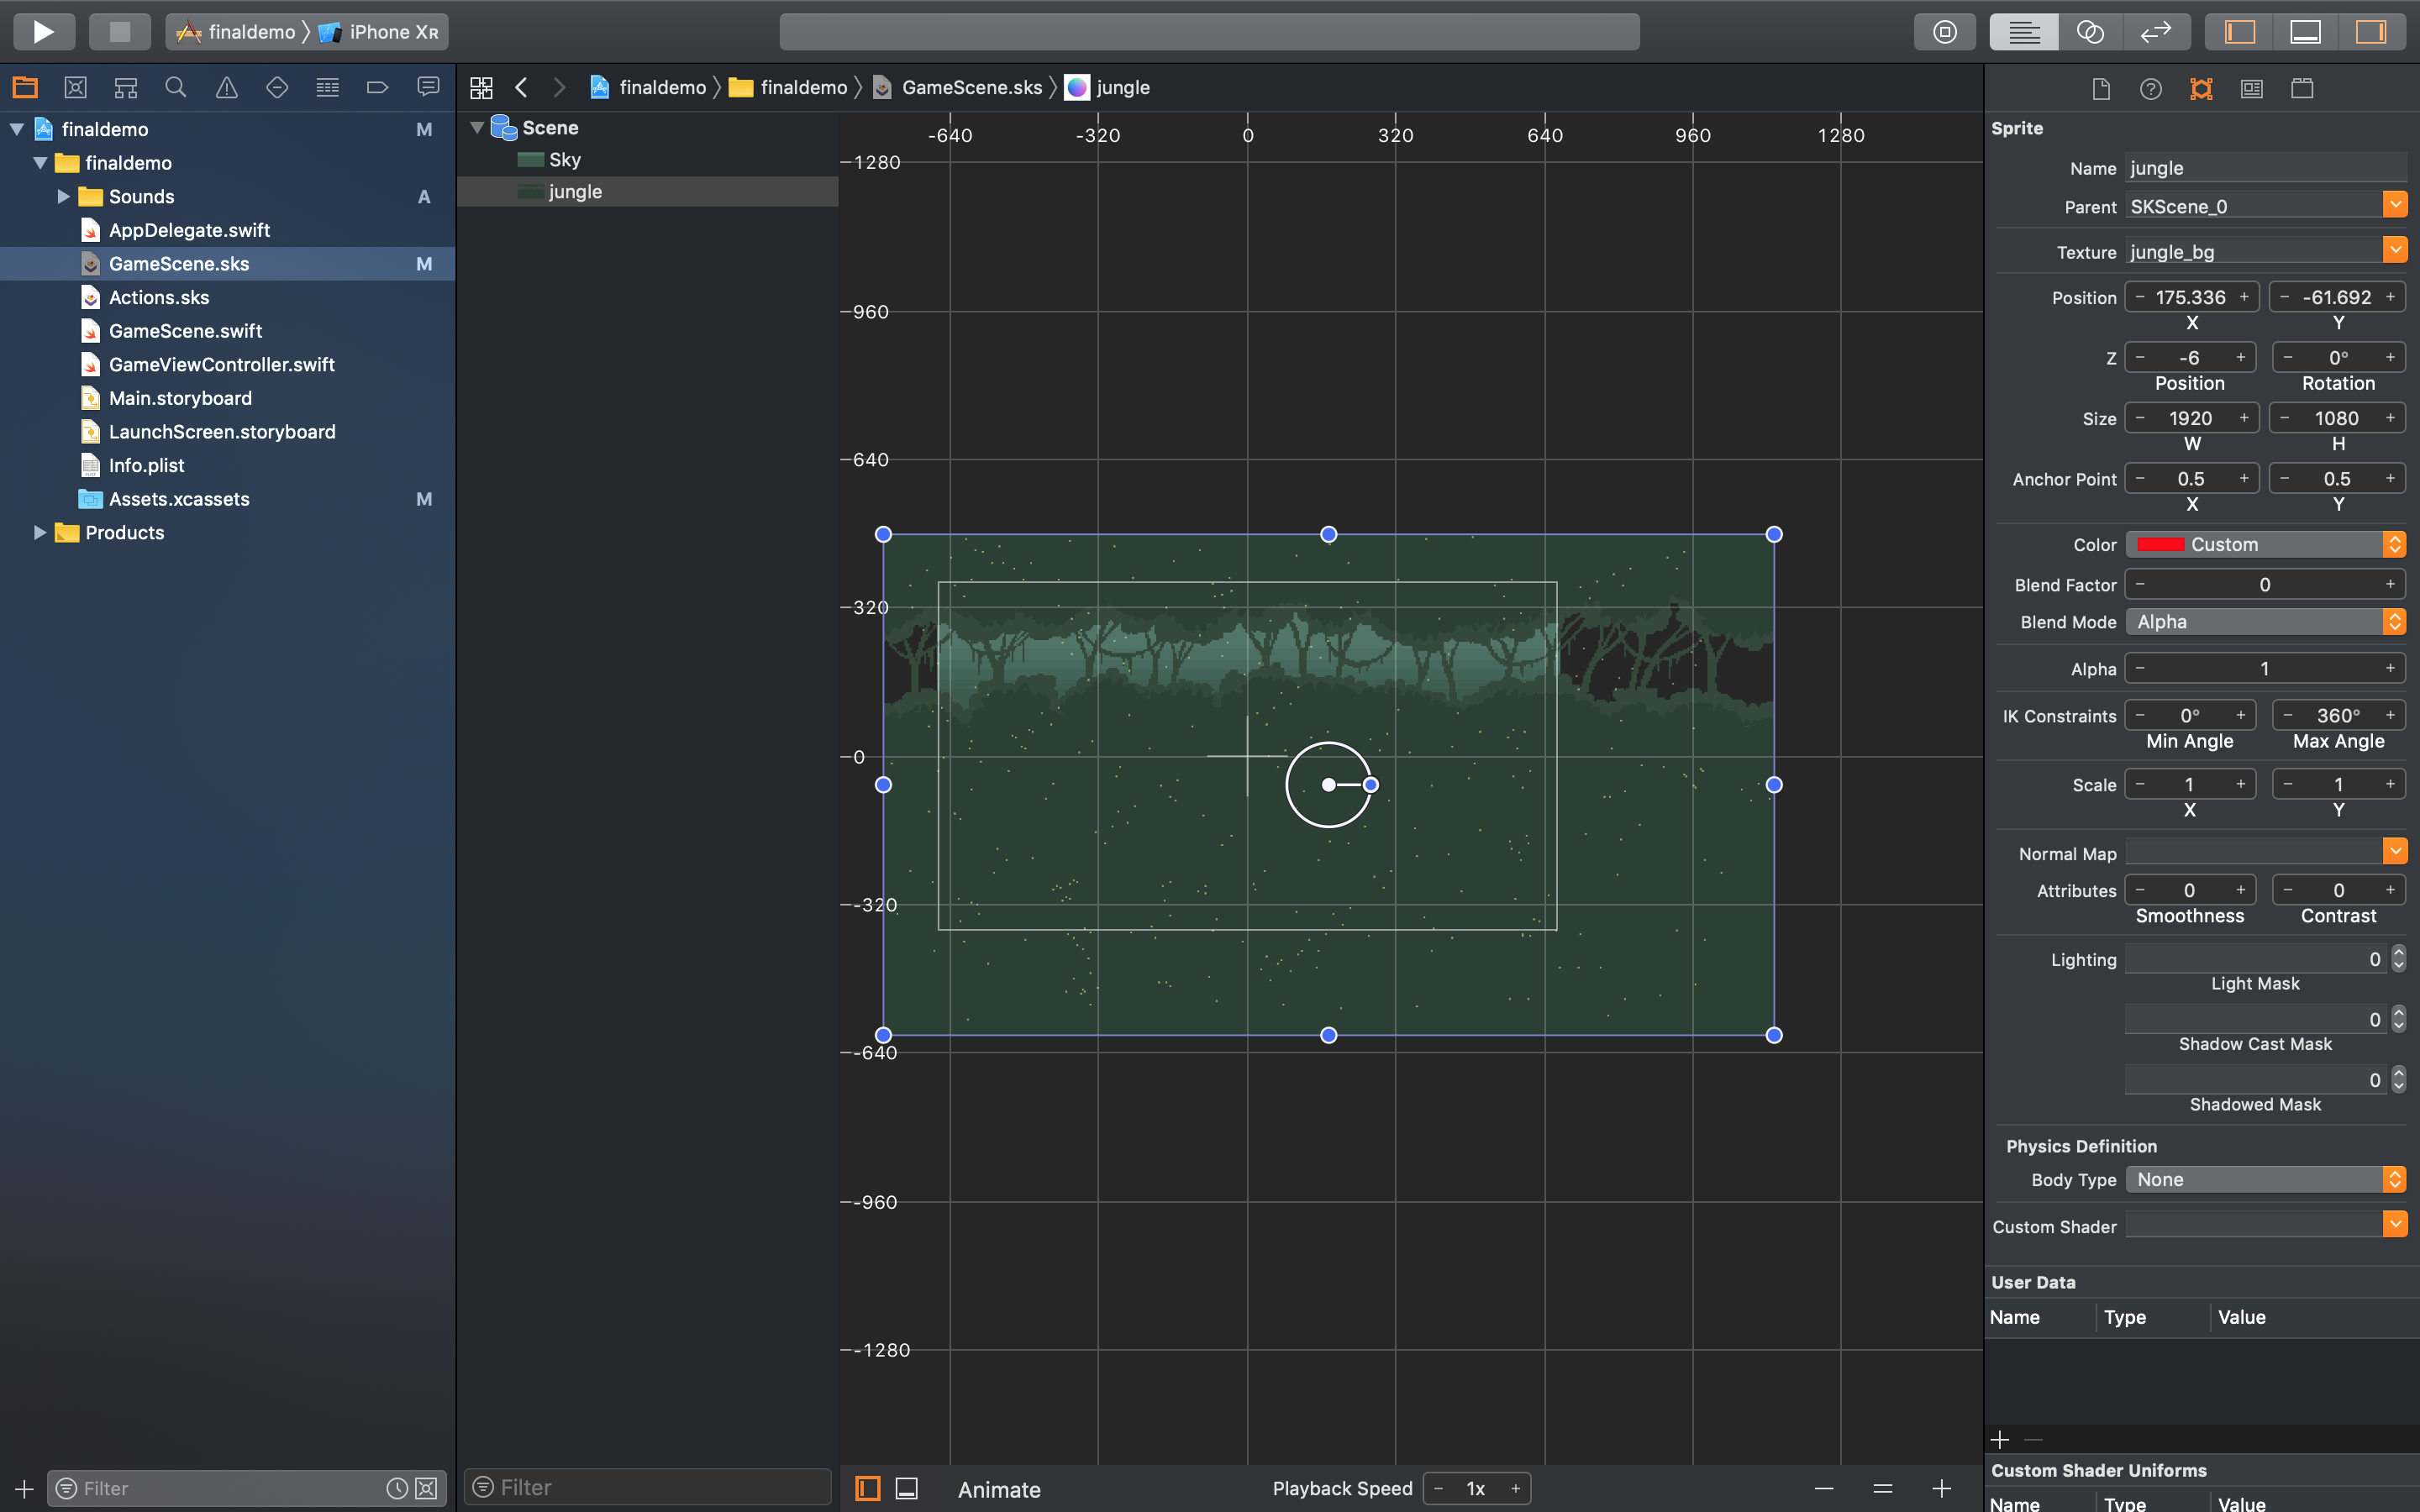 finaldemo iPhone XR
finaldemo finaldemo GameScene.sks jungle
finaldemo M
finaldemo
Sounds A
AppDelegate.swift
GameScene.sks M
Actions.sks
GameScene.swift
GameViewController.swift
Main.storyboard
LaunchScreen.storyboard
Info.plist
Assets.xcassets M
Products
Filter
Scene
Sky
jungle
Filter
-640 -320 0 320 640 960 1280
1280
960
640
320
0
-320
-640
-960
-1280
Animate
Playback Speed − 1x +
Sprite
Name jungle
Parent SKScene_0
Texture jungle_bg
Position − 175.336 + − -61.692 +
X Y
Z − -6 + − 0° +
Position Rotation
Size − 1920 + − 1080 +
W H
Anchor Point − 0.5 + − 0.5 +
X Y
Color Custom
Blend Factor − 0 +
Blend Mode Alpha
Alpha − 1 +
IK Constraints − 0° + − 360° +
Min Angle Max Angle
Scale − 1 + − 1 +
X Y
Normal Map
Attributes − 0 + − 0 +
Smoothness Contrast
Lighting 0
Light Mask
0
Shadow Cast Mask
0
Shadowed Mask
Physics Definition
Body Type None
Custom Shader
User Data
Name Type Value
Custom Shader Uniforms
Name Type Value